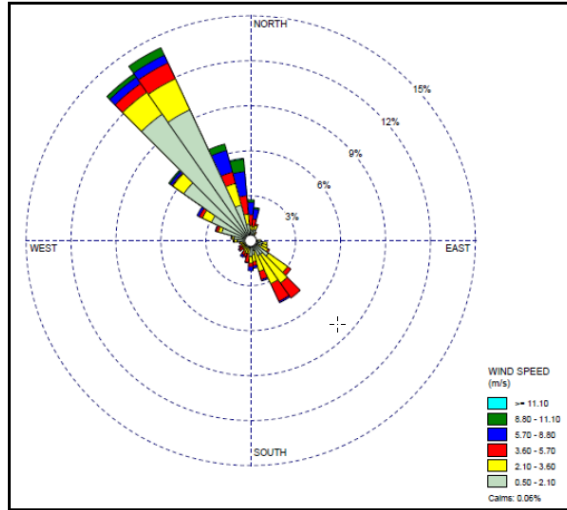 NORTH
15%
12%
9%
6%
3%
WEST
EAST
SOUTH
WIND SPEED
(m/s)
>= 11.10
8.80 - 11.10
5.70 - 8.80
3.60 - 5.70
2.10 - 3.60
0.50 - 2.10
Calms: 0.06%